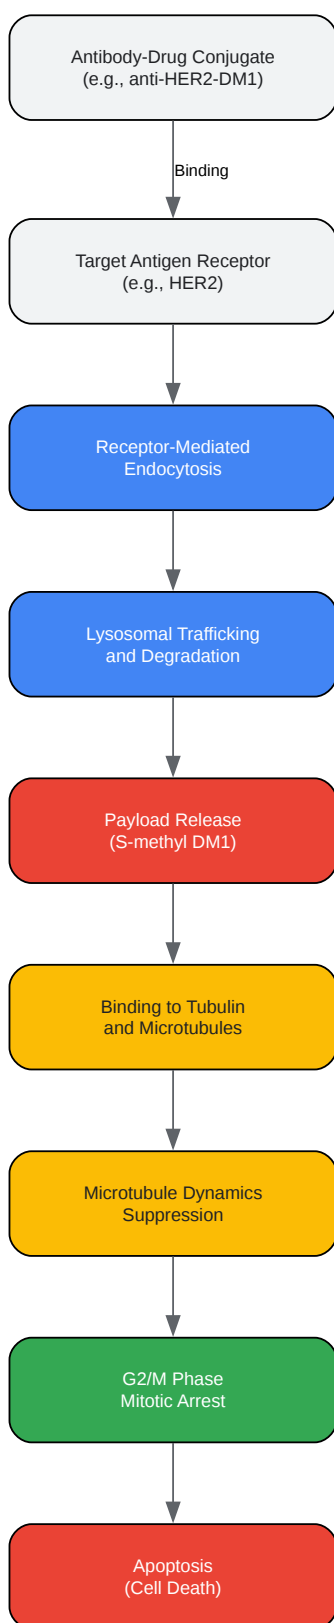 Antibody-Drug Conjugate
(e.g., anti-HER2-DM1)
Binding
Target Antigen Receptor
(e.g., HER2)
Receptor-Mediated
Endocytosis
Lysosomal Trafficking
and Degradation
Payload Release
(S-methyl DM1)
Binding to Tubulin
and Microtubules
Microtubule Dynamics
Suppression
G2/M Phase
Mitotic Arrest
Apoptosis
(Cell Death)